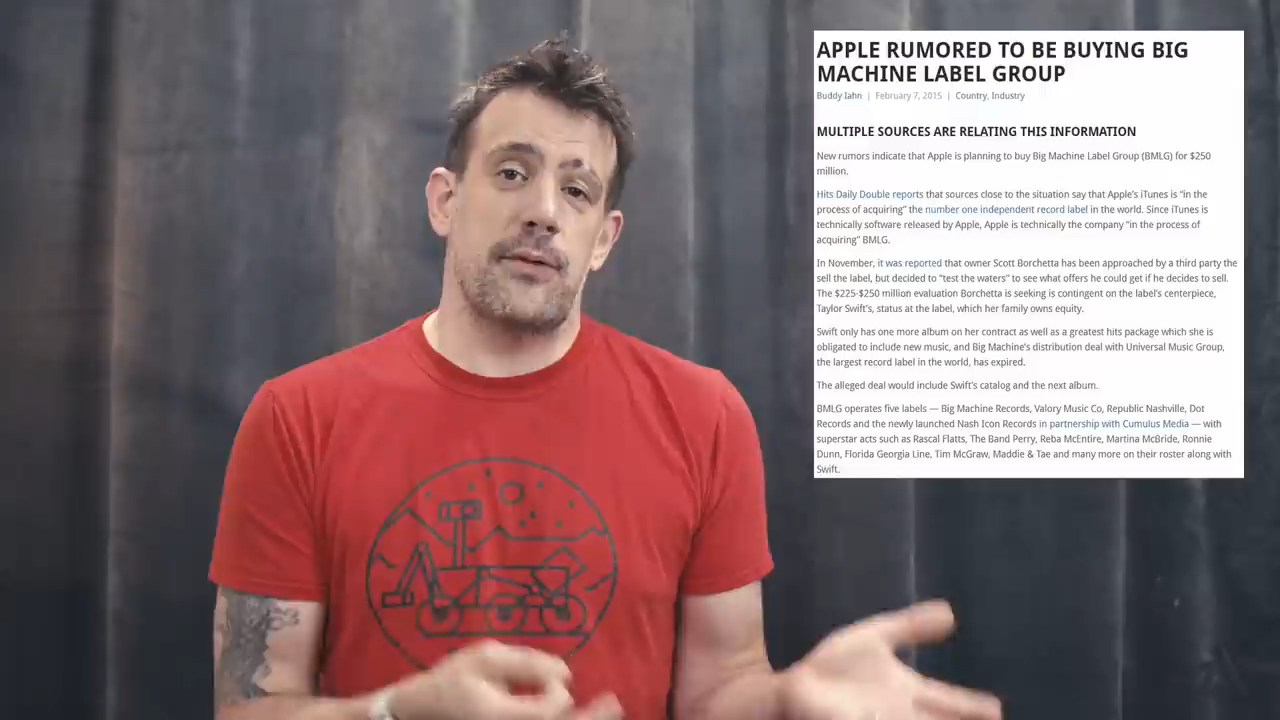 APPLE RUMORED TO BE BUYING BIG
MACHINE LABEL GROUP
Buddy Iahn | February 7, 2015 | Country, Industry
MULTIPLE SOURCES ARE RELATING THIS INFORMATION
New rumors indicate that Apple is planning to buy Big Machine Label Group (BMLG) for $250
million.
Hits Daily Double reports that sources close to the situation say that Apple's iTunes is "in the
process of acquiring" the number one independent record label in the world. Since iTunes is
technically software released by Apple, Apple is technically the company "in the process of
acquiring" BMLG.
In November, it was reported that owner Scott Borchetta has been approached by a third party the
sell the label, but decided to "test the waters" to see what offers he could get if he decides to sell.
The $225-$250 million evaluation Borchetta is seeking is contingent on the label's centerpiece,
Taylor Swift's, status at the label, which her family owns equity.
Swift only has one more album on her contract as well as a greatest hits package which she is
obligated to include new music, and Big Machine's distribution deal with Universal Music Group,
the largest record label in the world, has expired.
The alleged deal would include Swift's catalog and the next album.
BMLG operates five labels — Big Machine Records, Valory Music Co, Republic Nashville, Dot
Records and the newly launched Nash Icon Records in partnership with Cumulus Media — with
superstar acts such as Rascal Flatts, The Band Perry, Reba McEntire, Martina McBride, Ronnie
Dunn, Florida Georgia Line, Tim McGraw, Maddie & Tae and many more on their roster along with
Swift.